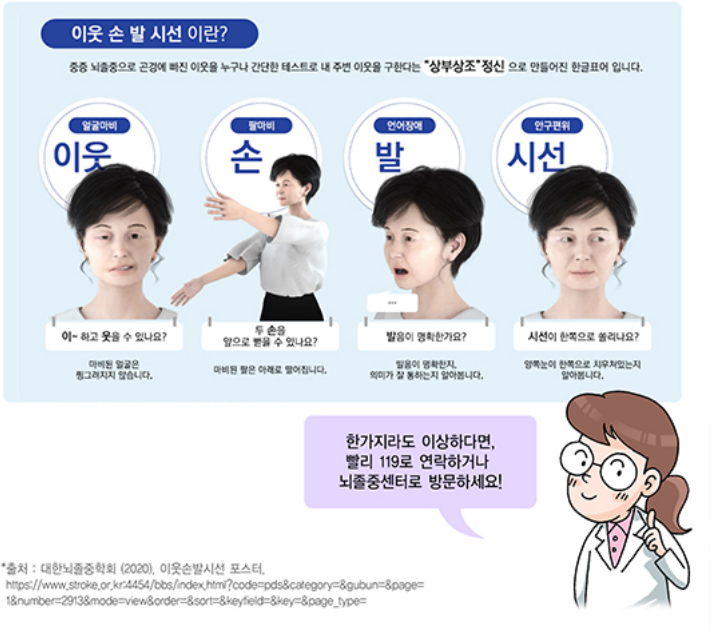 이웃 손 발 시선 이란?
중증 뇌졸중으로 곤경에 빠진 이웃을 누구나 간단한 테스트로 내 주변 이웃을 구한다는 "상부상조"정신 으로 만들어진 한글표어 입니다.
얼굴마비
이웃
이~ 하고 웃을 수 있나요?
마비된 얼굴은
찡그려지지 않습니다.
팔마비
손
두 손을
앞으로 뻗을 수 있나요?
마비된 팔은 아래로 떨어집니다.
언어장애
발
...
발음이 명확한가요?
발음이 명확한지,
의미가 잘 통하는지 알아봅니다.
안구편위
시선
시선이 한쪽으로 쏠리나요?
양쪽눈이 한쪽으로 치우쳐있는지
알아봅니다.
한가지라도 이상하다면,
빨리 119로 연락하거나
뇌졸중센터로 방문하세요!
*출처 : 대한뇌졸중학회 (2020). 이웃손발시선 포스터.
https://www.stroke.or.kr:4454/bbs/index.html?code=pds&category=&gubun=&page=
1&number=2913&mode=view&order=&sort=&keyfield=&key=&page_type=